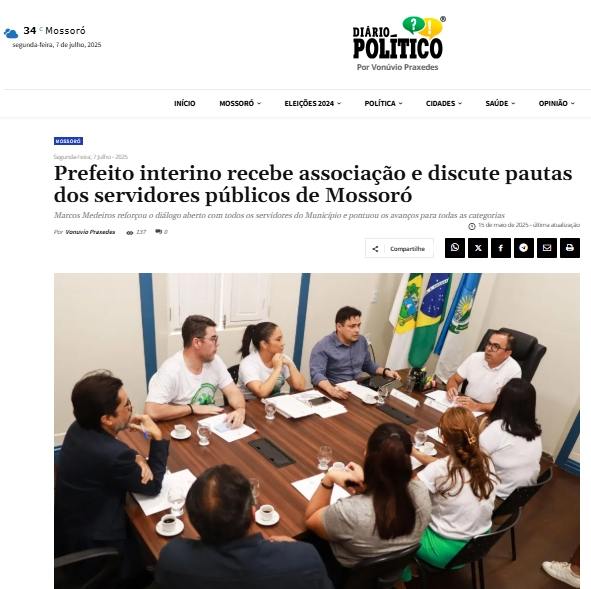 34 C Mossoró
segunda-feira, 7 de julho, 2025
DIÁRIO
POLÍTICO
Por Vonúvio Praxedes
INÍCIO MOSSORÓ ELEIÇÕES 2024 POLÍTICA CIDADES SAÚDE OPINIÃO
MOSSORÓ
Segunda-Feira, 7 Julho - 2025
Prefeito interino recebe associação e discute pautas
dos servidores públicos de Mossoró
Marcos Medeiros reforçou o diálogo aberto com todos os servidores do Município e pontuou os avanços para todas as categorias
Por Vonuvio Praxedes 137 0
15 de maio de 2025 - última atualização
Compartilhe